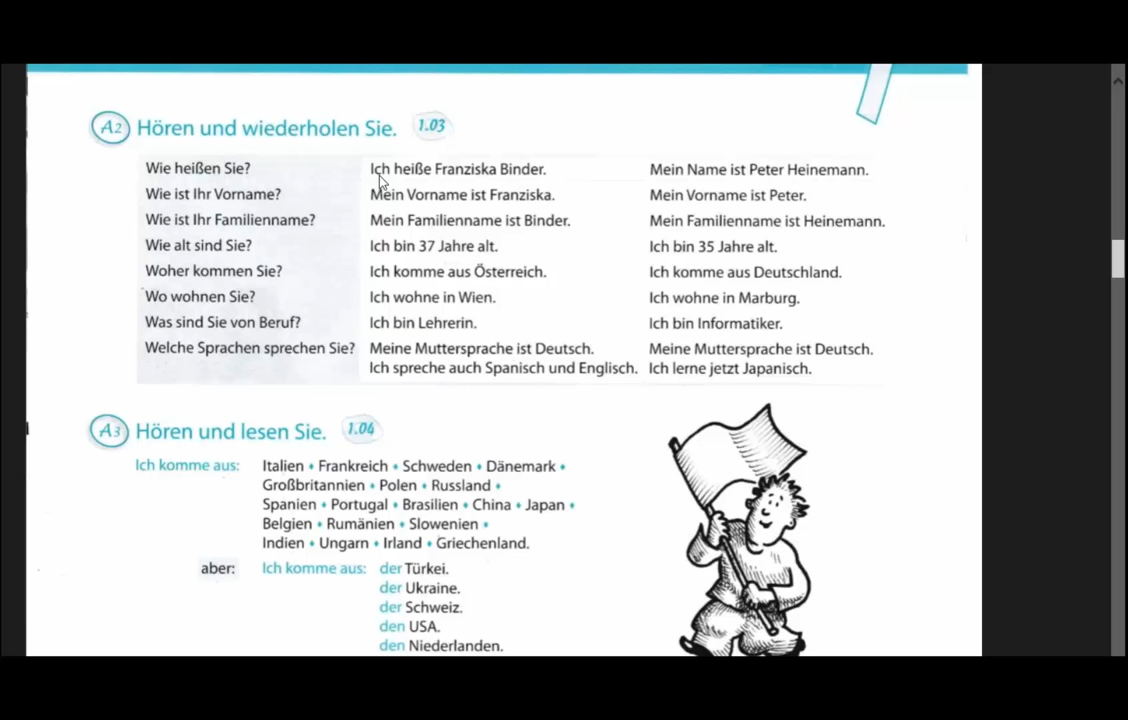 A2 Hören und wiederholen Sie. 1.03
Wie heißen Sie? Ich heiße Franziska Binder. Mein Name ist Peter Heinemann.
Wie ist Ihr Vorname? Mein Vorname ist Franziska. Mein Vorname ist Peter.
Wie ist Ihr Familienname? Mein Familienname ist Binder. Mein Familienname ist Heinemann.
Wie alt sind Sie? Ich bin 37 Jahre alt. Ich bin 35 Jahre alt.
Woher kommen Sie? Ich komme aus Österreich. Ich komme aus Deutschland.
Wo wohnen Sie? Ich wohne in Wien. Ich wohne in Marburg.
Was sind Sie von Beruf? Ich bin Lehrerin. Ich bin Informatiker.
Welche Sprachen sprechen Sie? Meine Muttersprache ist Deutsch. Meine Muttersprache ist Deutsch.
Ich spreche auch Spanisch und Englisch. Ich lerne jetzt Japanisch.
A3 Hören und lesen Sie. 1.04
Ich komme aus: Italien • Frankreich • Schweden • Dänemark •
Großbritannien • Polen • Russland •
Spanien • Portugal • Brasilien • China • Japan •
Belgien • Rumänien • Slowenien •
Indien • Ungarn • Irland • Griechenland.
aber: Ich komme aus: der Türkei.
der Ukraine.
der Schweiz.
den USA.
den Niederlanden.